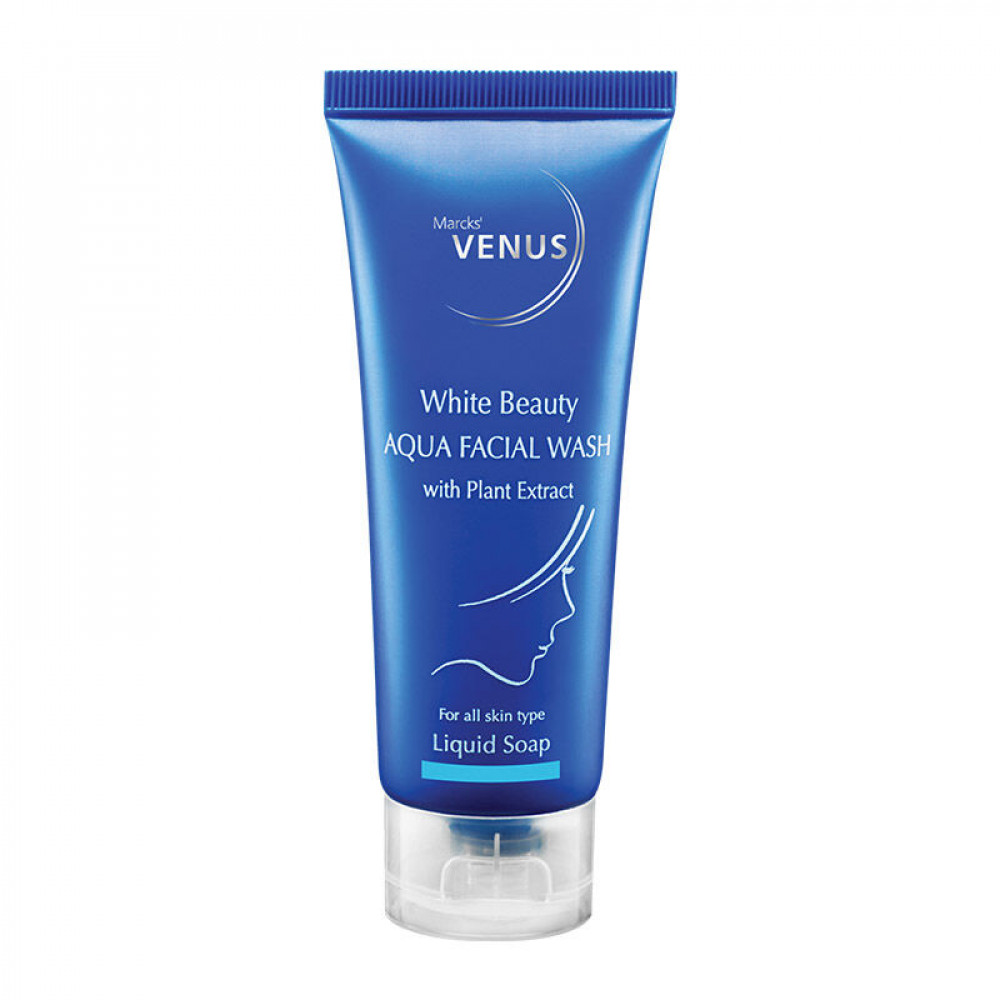 Marcks'
VENUS
White Beauty
AQUA FACIAL WASH
with Plant Extract
For all skin type
Liquid Soap